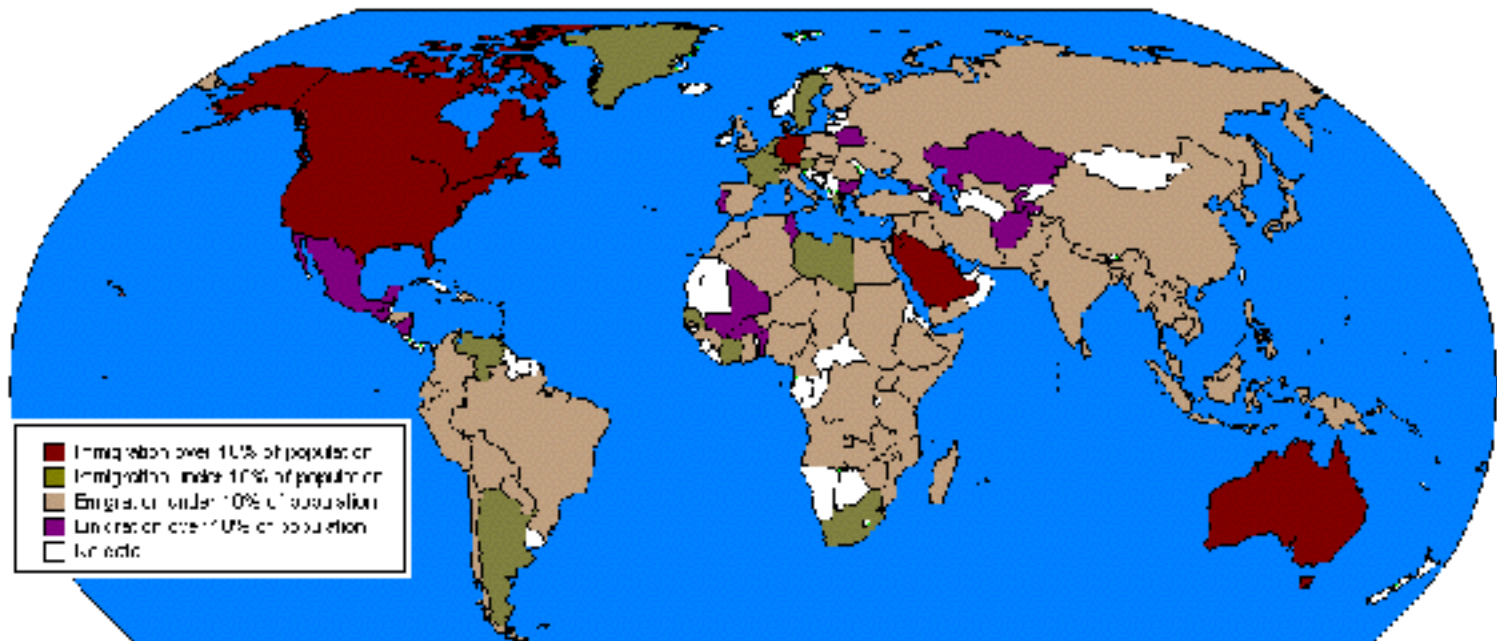 Immigration over 10% of population
Immigration under 10% of population
Emigration under 10% of population
Emigration over 10% of population
No data